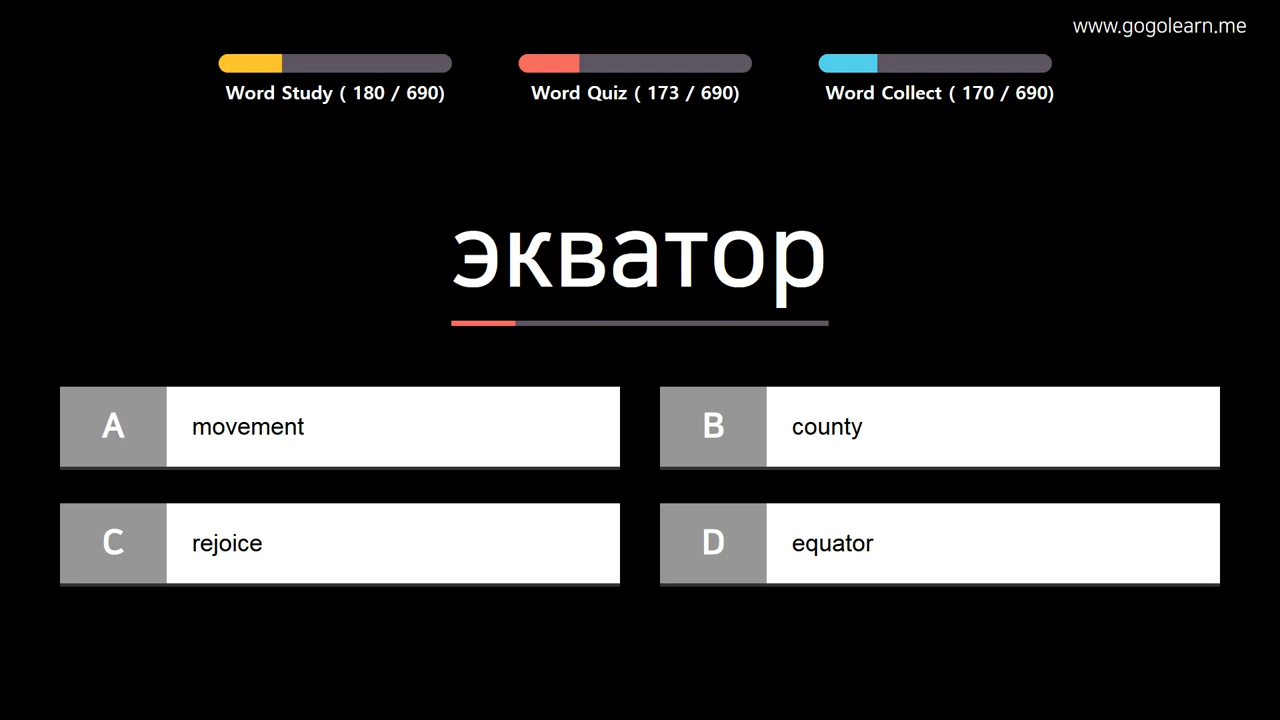 www.gogolearn.me
Word Study ( 180 / 690)
Word Quiz ( 173 / 690)
Word Collect ( 170 / 690)
экватор
A movement
B county
C rejoice
D equator